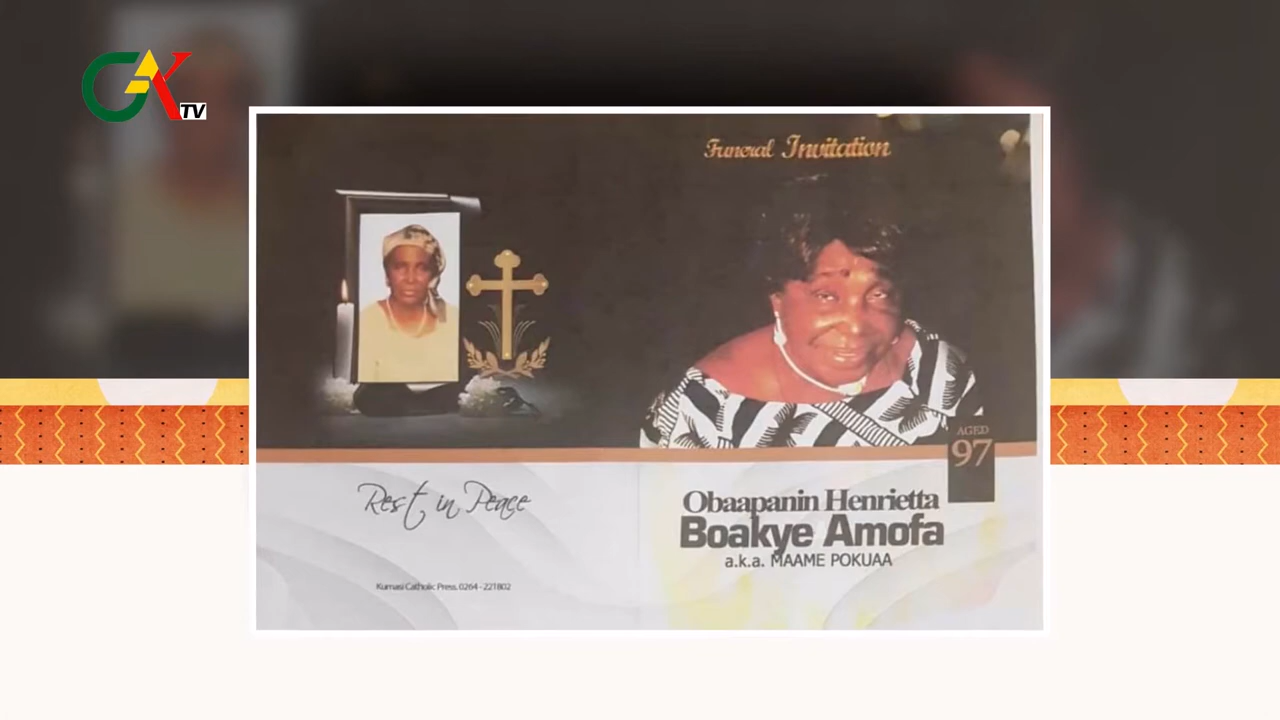 GAK TV
Funeral Invitation
AGED
97
Rest in Peace
Obaapanin Henrietta
Boakye Amofa
a.k.a. MAAME POKUAA
Kumasi Catholic Press. 0264 - 221802